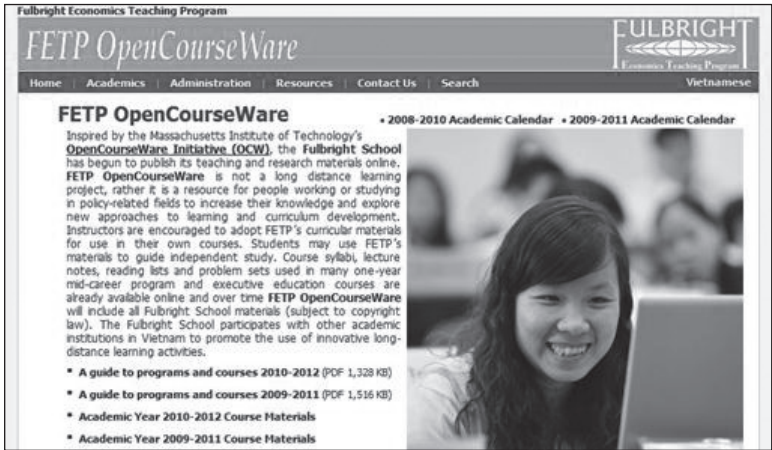 Fulbright Economics Teaching Program
FETP OpenCourseWare
FULBRIGHT
Economics Teaching Program
Home | Academics | Administration | Resources | Contact Us | Search
Vietnamese
FETP OpenCourseWare
• 2008-2010 Academic Calendar • 2009-2011 Academic Calendar
Inspired by the Massachusetts Institute of Technology's
OpenCourseWare Initiative (OCW), the Fulbright School
has begun to publish its teaching and research materials online.
FETP OpenCourseWare is not a long distance learning
project, rather it is a resource for people working or studying
in policy-related fields to increase their knowledge and explore
new approaches to learning and curriculum development.
Instructors are encouraged to adopt FETP's curricular materials
for use in their own courses. Students may use FETP's
materials to guide independent study. Course syllabi, lecture
notes, reading lists and problem sets used in many one-year
mid-career program and executive education courses are
already available online and over time FETP OpenCourseWare
will include all Fulbright School materials (subject to copyright
law). The Fulbright School participates with other academic
institutions in Vietnam to promote the use of innovative long-
distance learning activities.
• A guide to programs and courses 2010-2012 (PDF 1,328 KB)
• A guide to programs and courses 2009-2011 (PDF 1,516 KB)
• Academic Year 2010-2012 Course Materials
• Academic Year 2009-2011 Course Materials